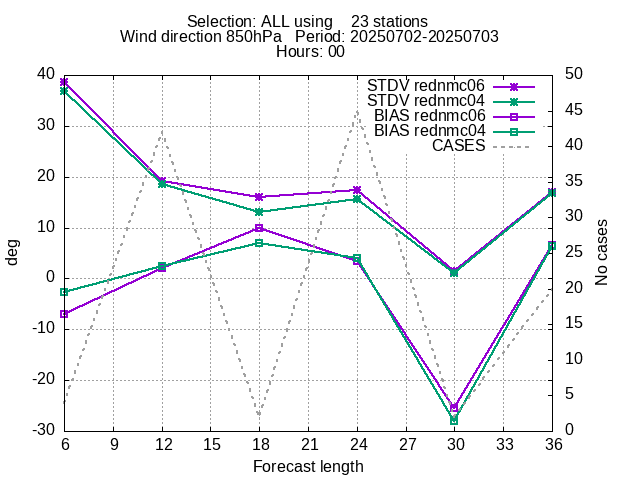 Selection: ALL using    23 stations
Wind direction 850hPa   Period: 20250702-20250703
Hours: 00
STDV rednmc06
STDV rednmc04
BIAS rednmc06
BIAS rednmc04
CASES
40
30
20
10
0
-10
-20
-30
deg
50
45
40
35
30
25
20
15
10
5
0
No cases
6 9 12 15 18 21 24 27 30 33 36
Forecast length